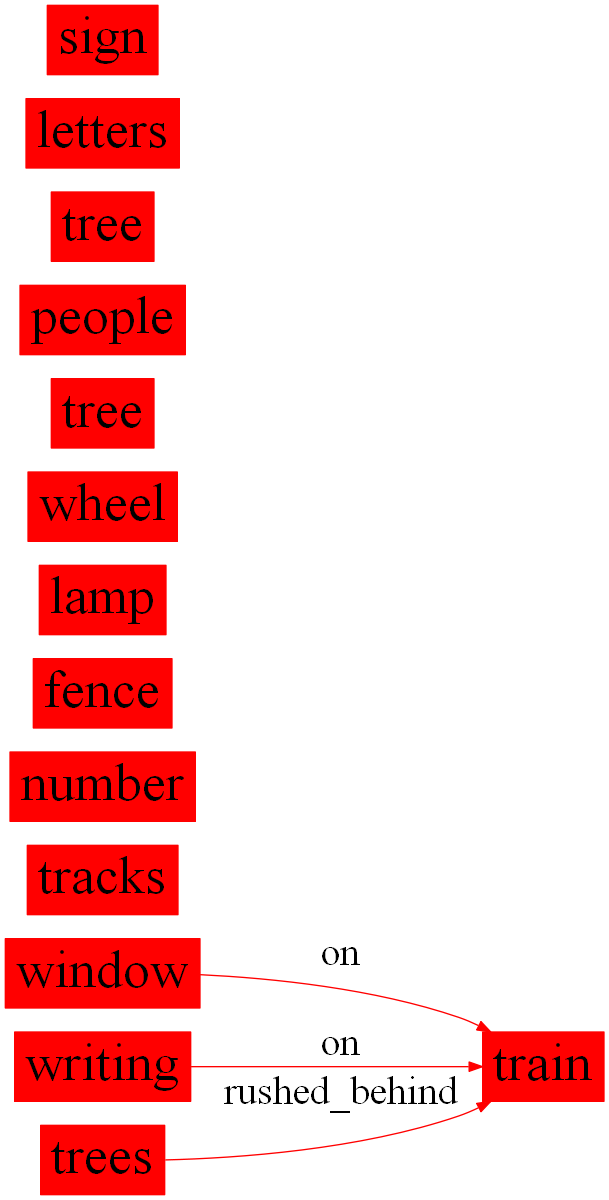 sign
letters
tree
people
tree
wheel
lamp
fence
number
tracks
window
on
writing
on
train
rushed_behind
trees